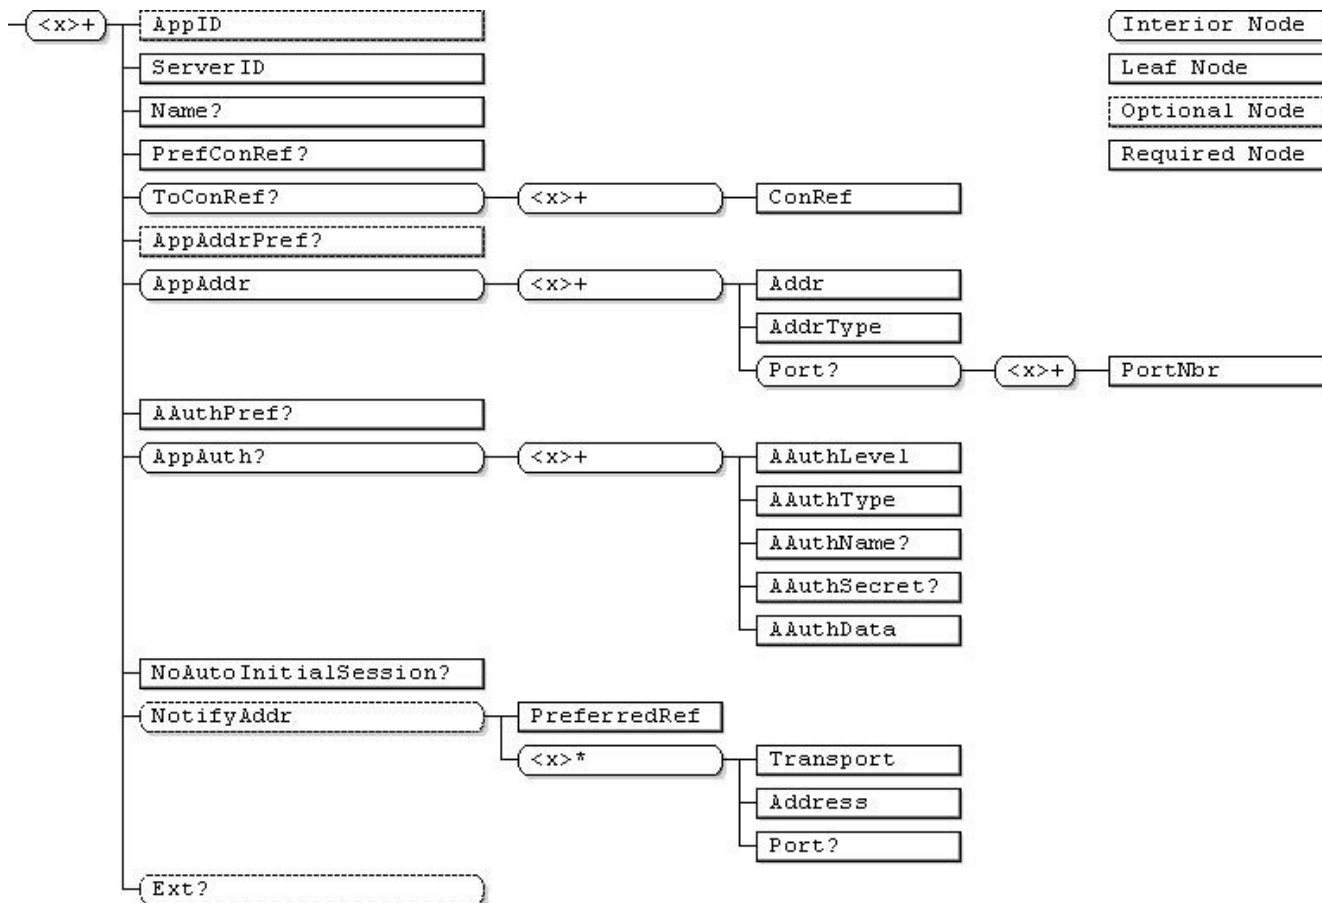 <x>+ AppID Interior Node
ServerID Leaf Node
Name? Optional Node
PrefConRef? Required Node
ToConRef? <x>+ ConRef
AppAddrPref?
AppAddr <x>+ Addr
AddrType
Port? <x>+ PortNbr
AAuthPref?
AppAuth? <x>+ AAuthLevel
AAuthType
AAuthName?
AAuthSecret?
AAuthData
NoAutoInitialSession?
NotifyAddr PreferredRef
<x>* Transport
Address
Port?
Ext?